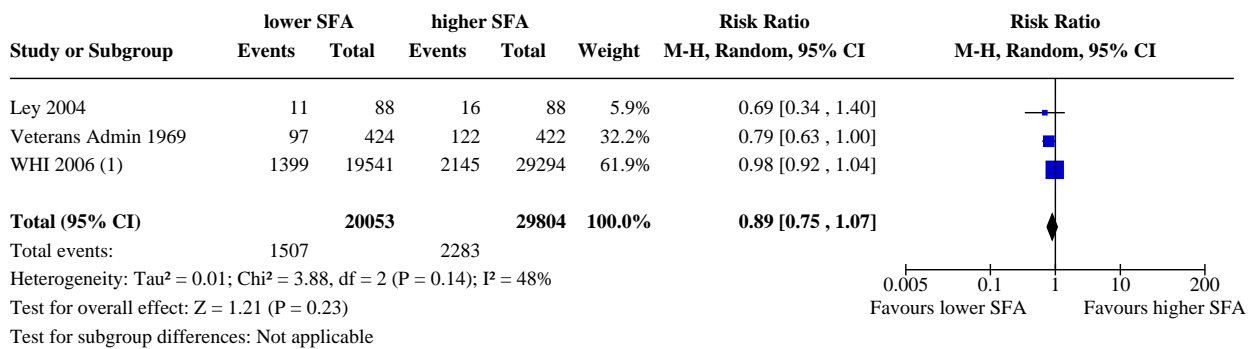 lower SFA higher SFA Risk Ratio Risk Ratio
Study or Subgroup Events Total Events Total Weight M-H, Random, 95% CI M-H, Random, 95% CI
Ley 2004 11 88 16 88 5.9% 0.69 [0.34 , 1.40]
Veterans Admin 1969 97 424 122 422 32.2% 0.79 [0.63 , 1.00]
WHI 2006 (1) 1399 19541 2145 29294 61.9% 0.98 [0.92 , 1.04]
Total (95% CI) 20053 29804 100.0% 0.89 [0.75 , 1.07]
Total events: 1507 2283
Heterogeneity: Tau² = 0.01; Chi² = 3.88, df = 2 (P = 0.14); I² = 48%
0.005 0.1 1 10 200
Test for overall effect: Z = 1.21 (P = 0.23)
Favours lower SFA Favours higher SFA
Test for subgroup differences: Not applicable